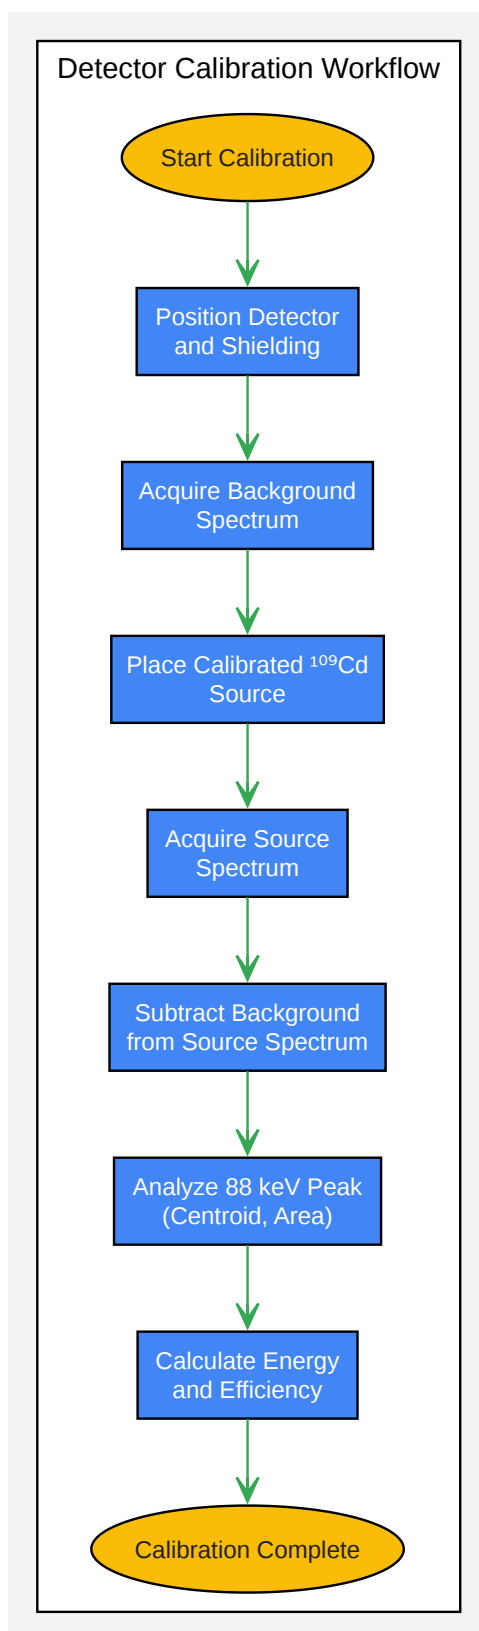 Detector Calibration Workflow
Start Calibration
Position Detector
and Shielding
Acquire Background
Spectrum
Place Calibrated ¹⁰⁹Cd
Source
Acquire Source
Spectrum
Subtract Background
from Source Spectrum
Analyze 88 keV Peak
(Centroid, Area)
Calculate Energy
and Efficiency
Calibration Complete